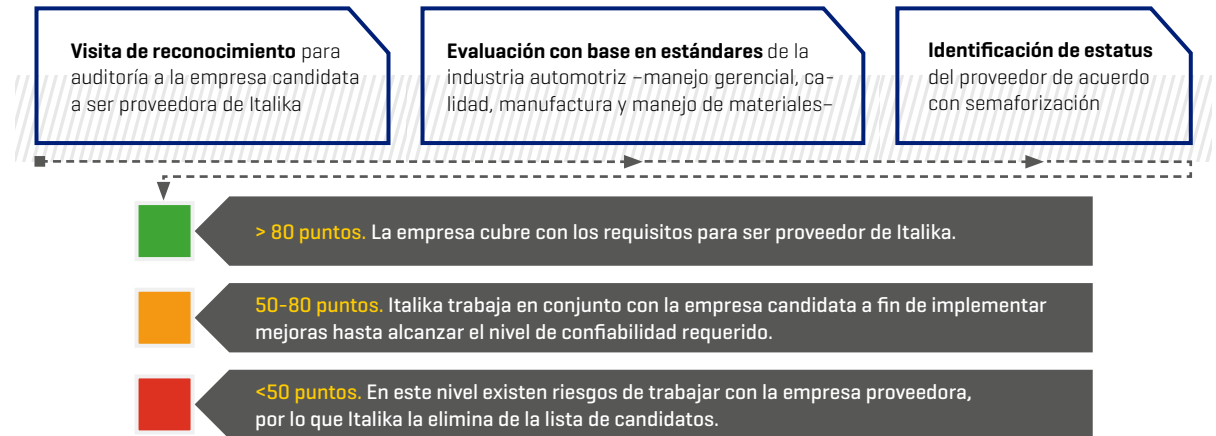 Visita de reconocimiento para
auditoría a la empresa candidata
a ser proveedora de Italika
Evaluación con base en estándares de la
industria automotriz –manejo gerencial, ca-
lidad, manufactura y manejo de materiales–
Identificación de estatus
del proveedor de acuerdo
con semaforización
> 80 puntos. La empresa cubre con los requisitos para ser proveedor de Italika.
50-80 puntos. Italika trabaja en conjunto con la empresa candidata a fin de implementar
mejoras hasta alcanzar el nivel de confiabilidad requerido.
<50 puntos. En este nivel existen riesgos de trabajar con la empresa proveedora,
por lo que Italika la elimina de la lista de candidatos.